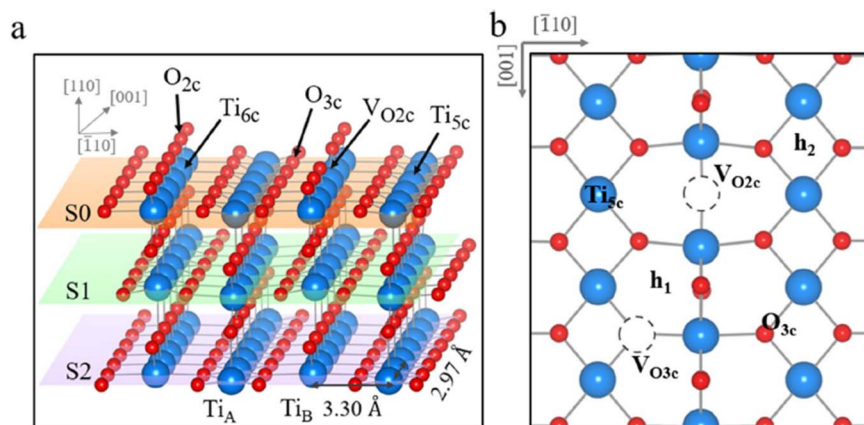 a
O2c
Ti6c
O3c
VO2c
Ti5c
[110]
[001]
[1̅10]
S0
S1
S2
TiA
TiB
3.30 Å
2.97 Å
b
[1̅10]
[001]
h2
VO2c
Ti5c
h1
O3c
VO3c